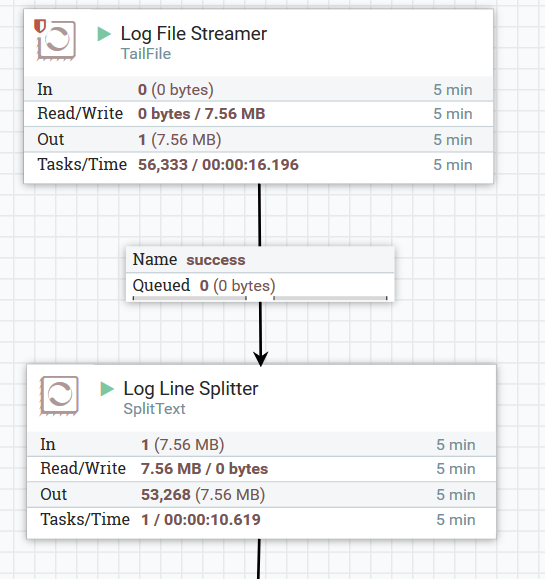 Log File Streamer
TailFile
In 0 (0 bytes) 5 min
Read/Write 0 bytes / 7.56 MB 5 min
Out 1 (7.56 MB) 5 min
Tasks/Time 56,333 / 00:00:16.196 5 min
Name success
Queued 0 (0 bytes)
Log Line Splitter
SplitText
In 1 (7.56 MB) 5 min
Read/Write 7.56 MB / 0 bytes 5 min
Out 53,268 (7.56 MB) 5 min
Tasks/Time 1 / 00:00:10.619 5 min